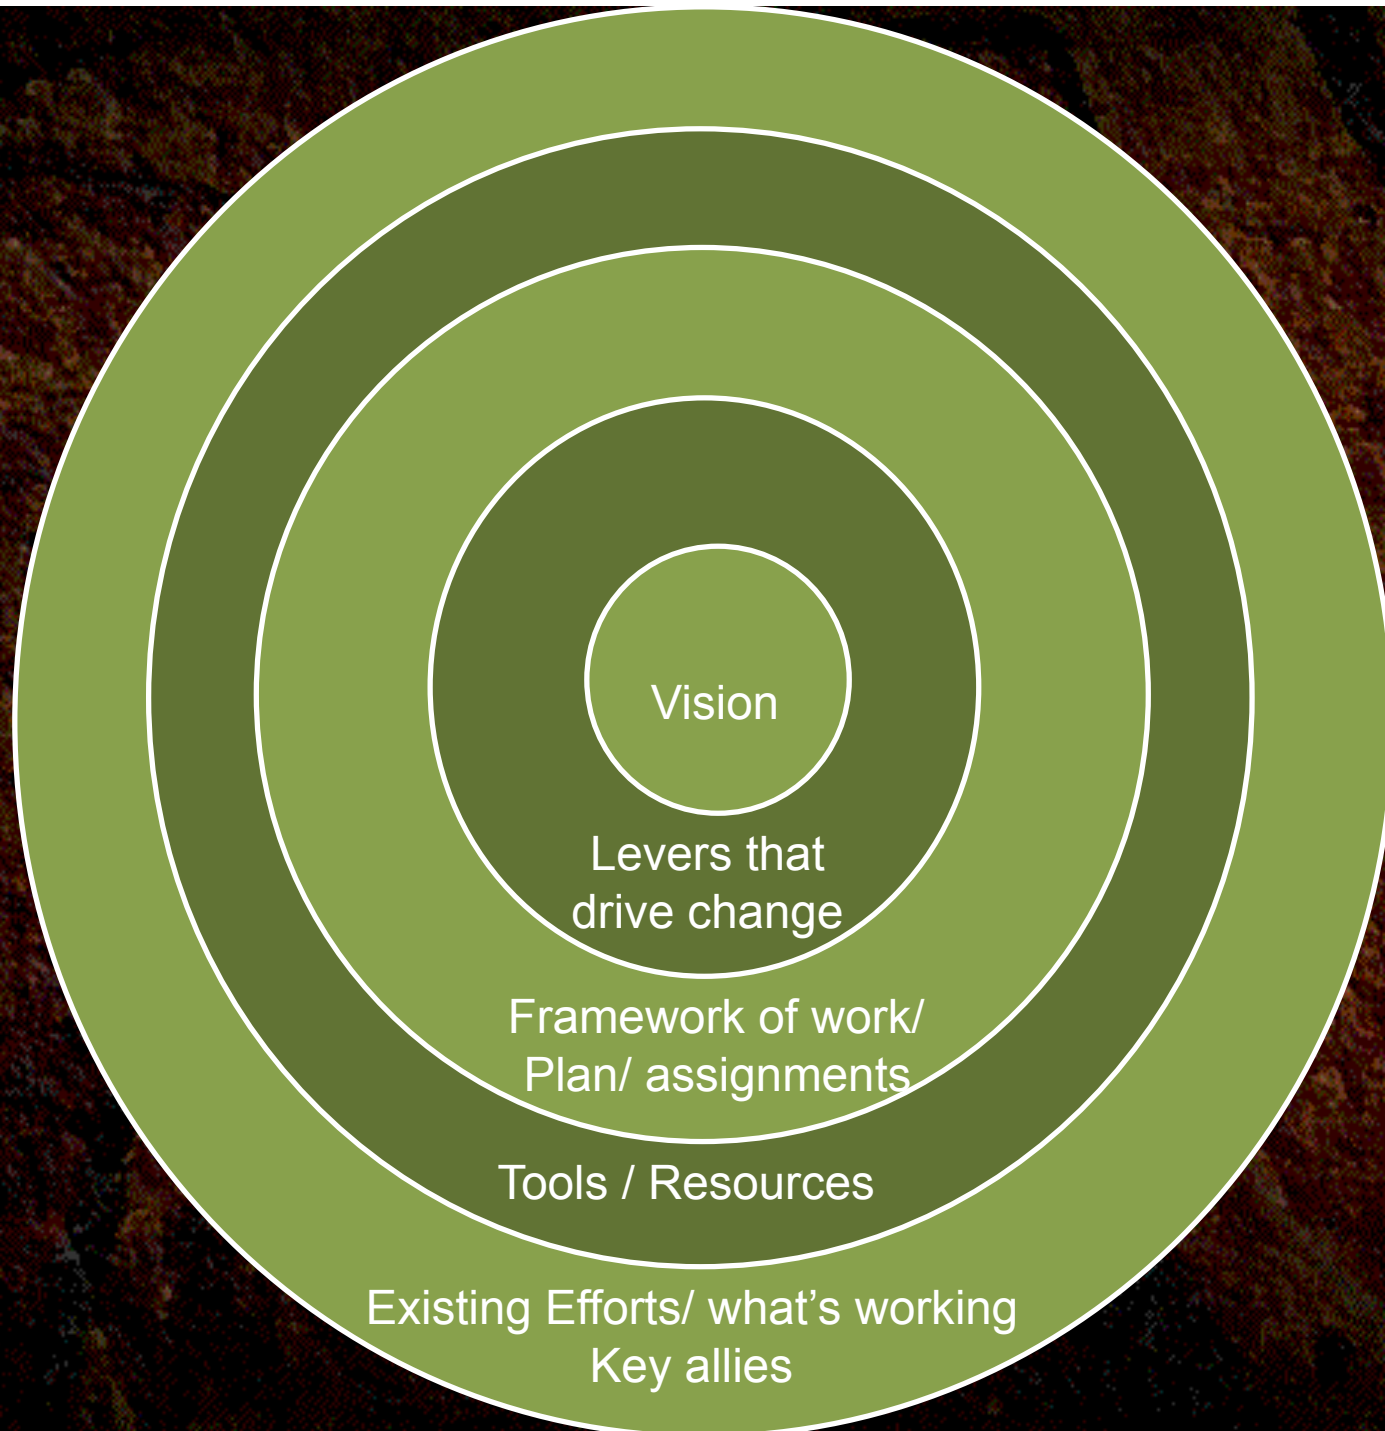 Vision
Levers that
drive change
Framework of work/
Plan/ assignments
Tools / Resources
Existing Efforts/ what’s working
Key allies